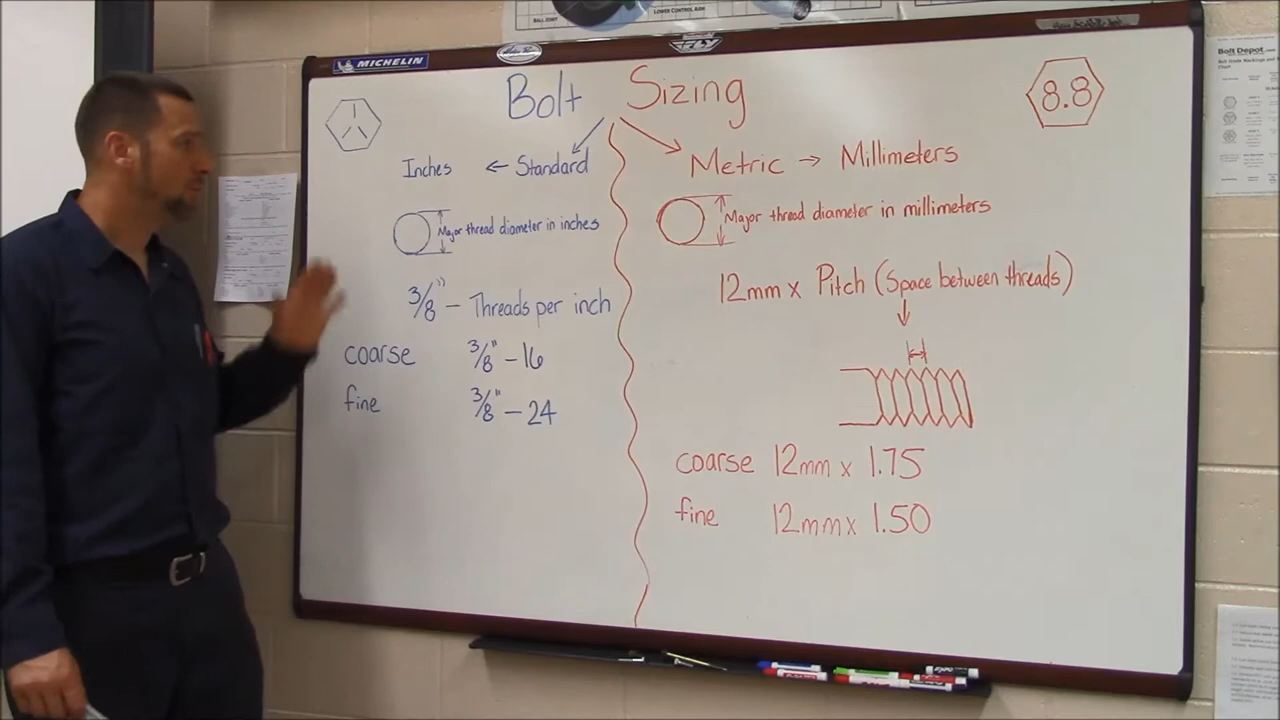 BALL JOINT
LOWER CONTROL ARM
MICHELIN
FLY
Bolt Sizing
8.8
Inches ← Standard
Metric → Millimeters
Major thread diameter in inches
Major thread diameter in millimeters
3/8" – Threads per inch
12mm x Pitch (Space between threads)
coarse 3/8" – 16
fine 3/8" – 24
coarse 12mm x 1.75
fine 12mm x 1.50
Bolt Depot.com
EXPO